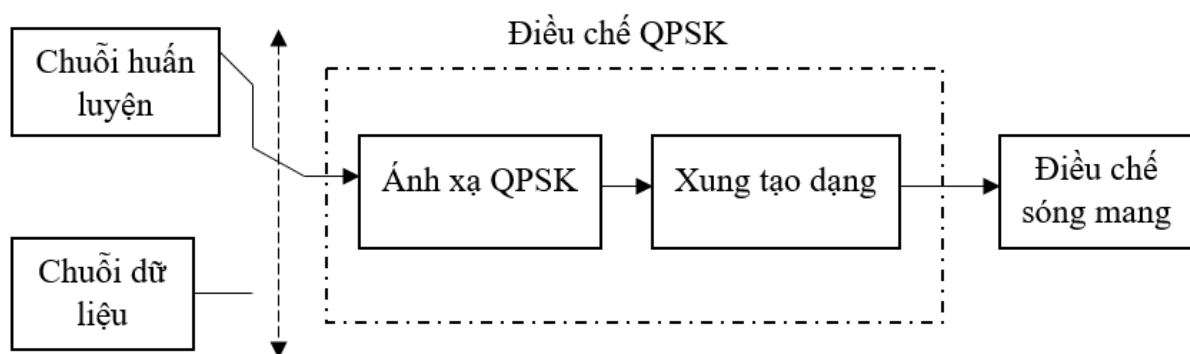 Điều chế QPSK
Chuỗi huấn
luyện
Ánh xạ QPSK
Xung tạo dạng
Điều chế
sóng mang
Chuỗi dữ
liệu